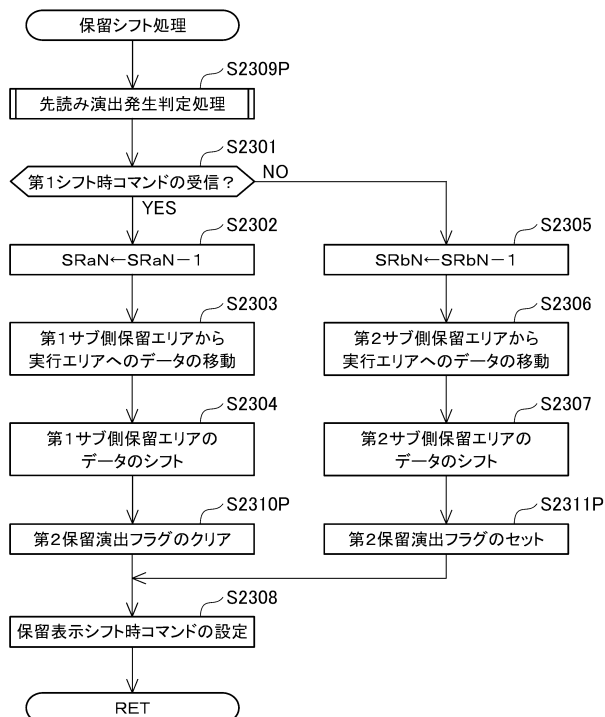 保留シフト処理
S2309P
先読み演出発生判定処理
S2301
第1シフト時コマンドの受信？
NO
YES
S2302
SRaN←SRaN－1
S2303
第1サブ側保留エリアから
実行エリアへのデータの移動
S2304
第1サブ側保留エリアの
データのシフト
S2310P
第2保留演出フラグのクリア
S2305
SRbN←SRbN－1
S2306
第2サブ側保留エリアから
実行エリアへのデータの移動
S2307
第2サブ側保留エリアの
データのシフト
S2311P
第2保留演出フラグのセット
S2308
保留表示シフト時コマンドの設定
RET